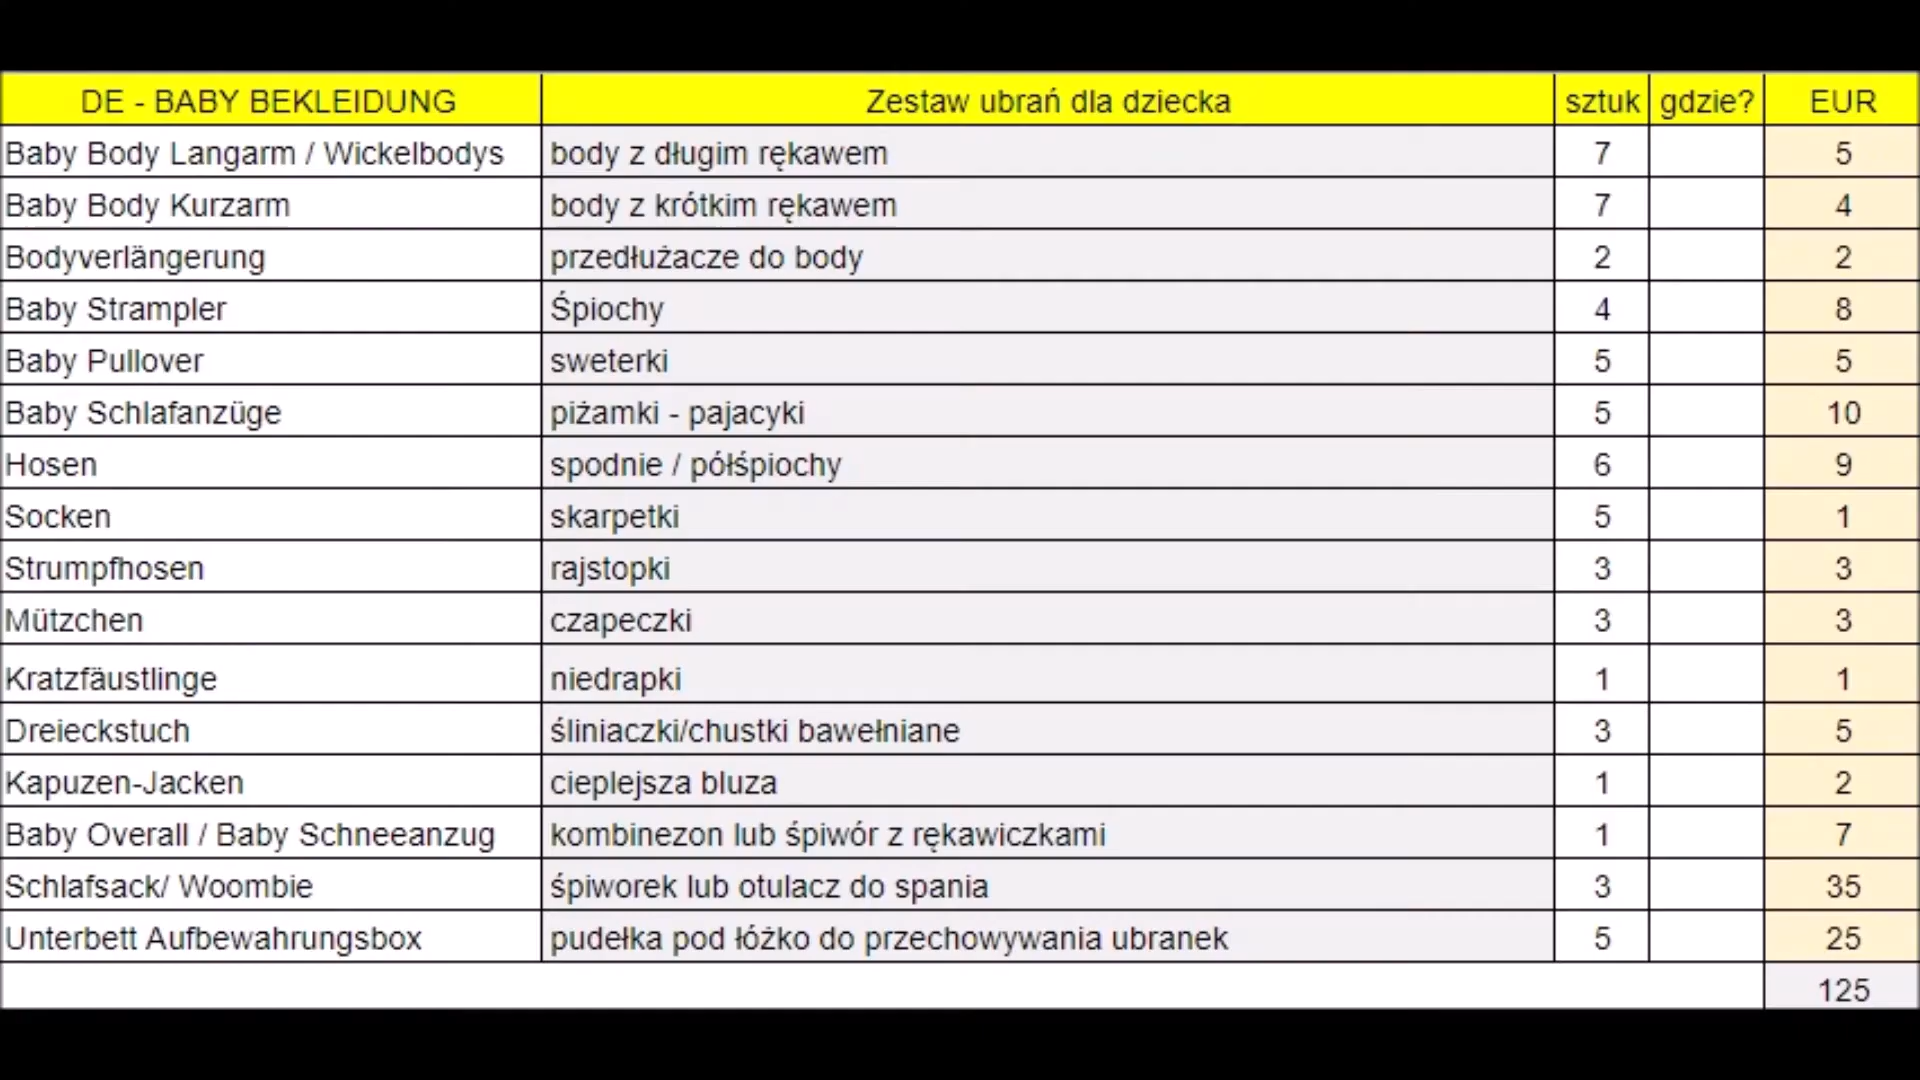 DE - BABY BEKLEIDUNG Zestaw ubrań dla dziecka sztuk gdzie? EUR
Baby Body Langarm / Wickelbodys body z długim rękawem 7 5
Baby Body Kurzarm body z krótkim rękawem 7 4
Bodyverlängerung przedłużacze do body 2 2
Baby Strampler Śpiochy 4 8
Baby Pullover sweterki 5 5
Baby Schlafanzüge piżamki - pajacyki 5 10
Hosen spodnie / półśpiochy 6 9
Socken skarpetki 5 1
Strumpfhosen rajstopki 3 3
Mützchen czapeczki 3 3
Kratzfäustlinge niedrapki 1 1
Dreieckstuch śliniaczki/chustki bawełniane 3 5
Kapuzen-Jacken cieplejsza bluza 1 2
Baby Overall / Baby Schneeanzug kombinezon lub śpiwór z rękawiczkami 1 7
Schlafsack/ Woombie śpiworek lub otulacz do spania 3 35
Unterbett Aufbewahrungsbox pudełka pod łóżko do przechowywania ubranek 5 25
125